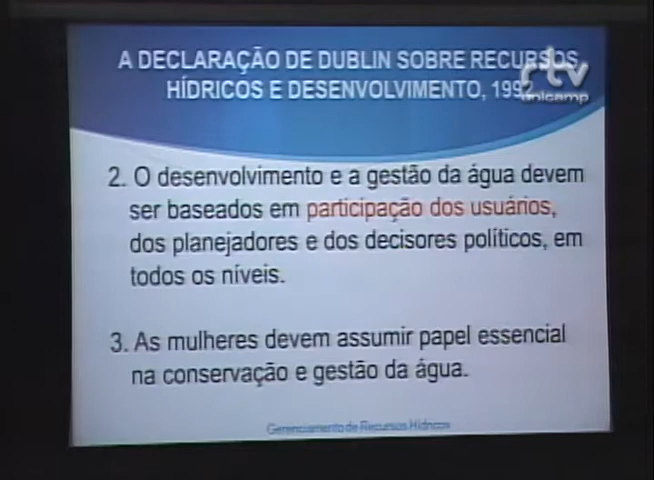 A DECLARAÇÃO DE DUBLIN SOBRE RECURSOS
HÍDRICOS E DESENVOLVIMENTO, 1992
rtv
unicamp
2. O desenvolvimento e a gestão da água devem
ser baseados em participação dos usuários,
dos planejadores e dos decisores políticos, em
todos os níveis.
3. As mulheres devem assumir papel essencial
na conservação e gestão da água.
Gerenciamento de Recursos Hídricos